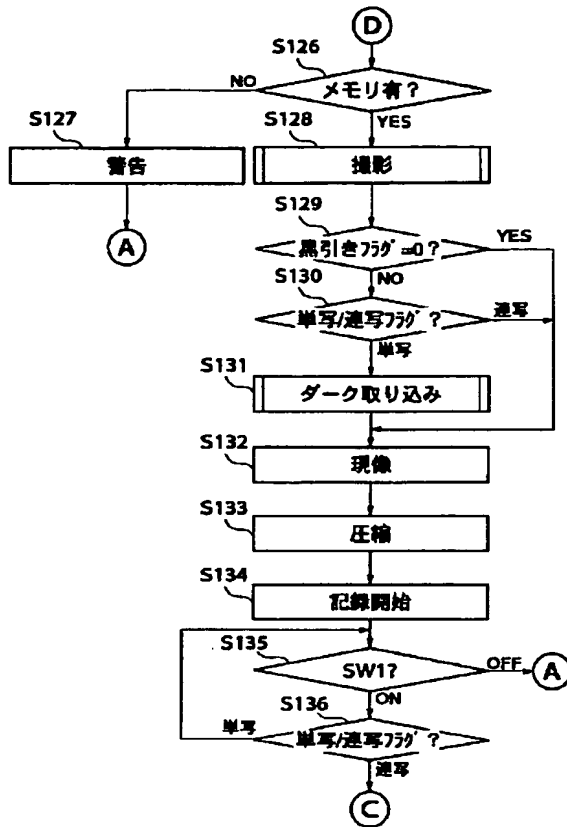 D
S126
メモリ有？
NO
YES
S127
警告
A
S128
撮影
S129
黒引きﾌﾗｸﾞ=0？
YES
NO
S130
単写/連写ﾌﾗｸﾞ？
連写
単写
S131
ダーク取り込み
S132
現像
S133
圧縮
S134
記録開始
S135
SW1?
OFF
A
ON
S136
単写/連写ﾌﾗｸﾞ？
単写
連写
C